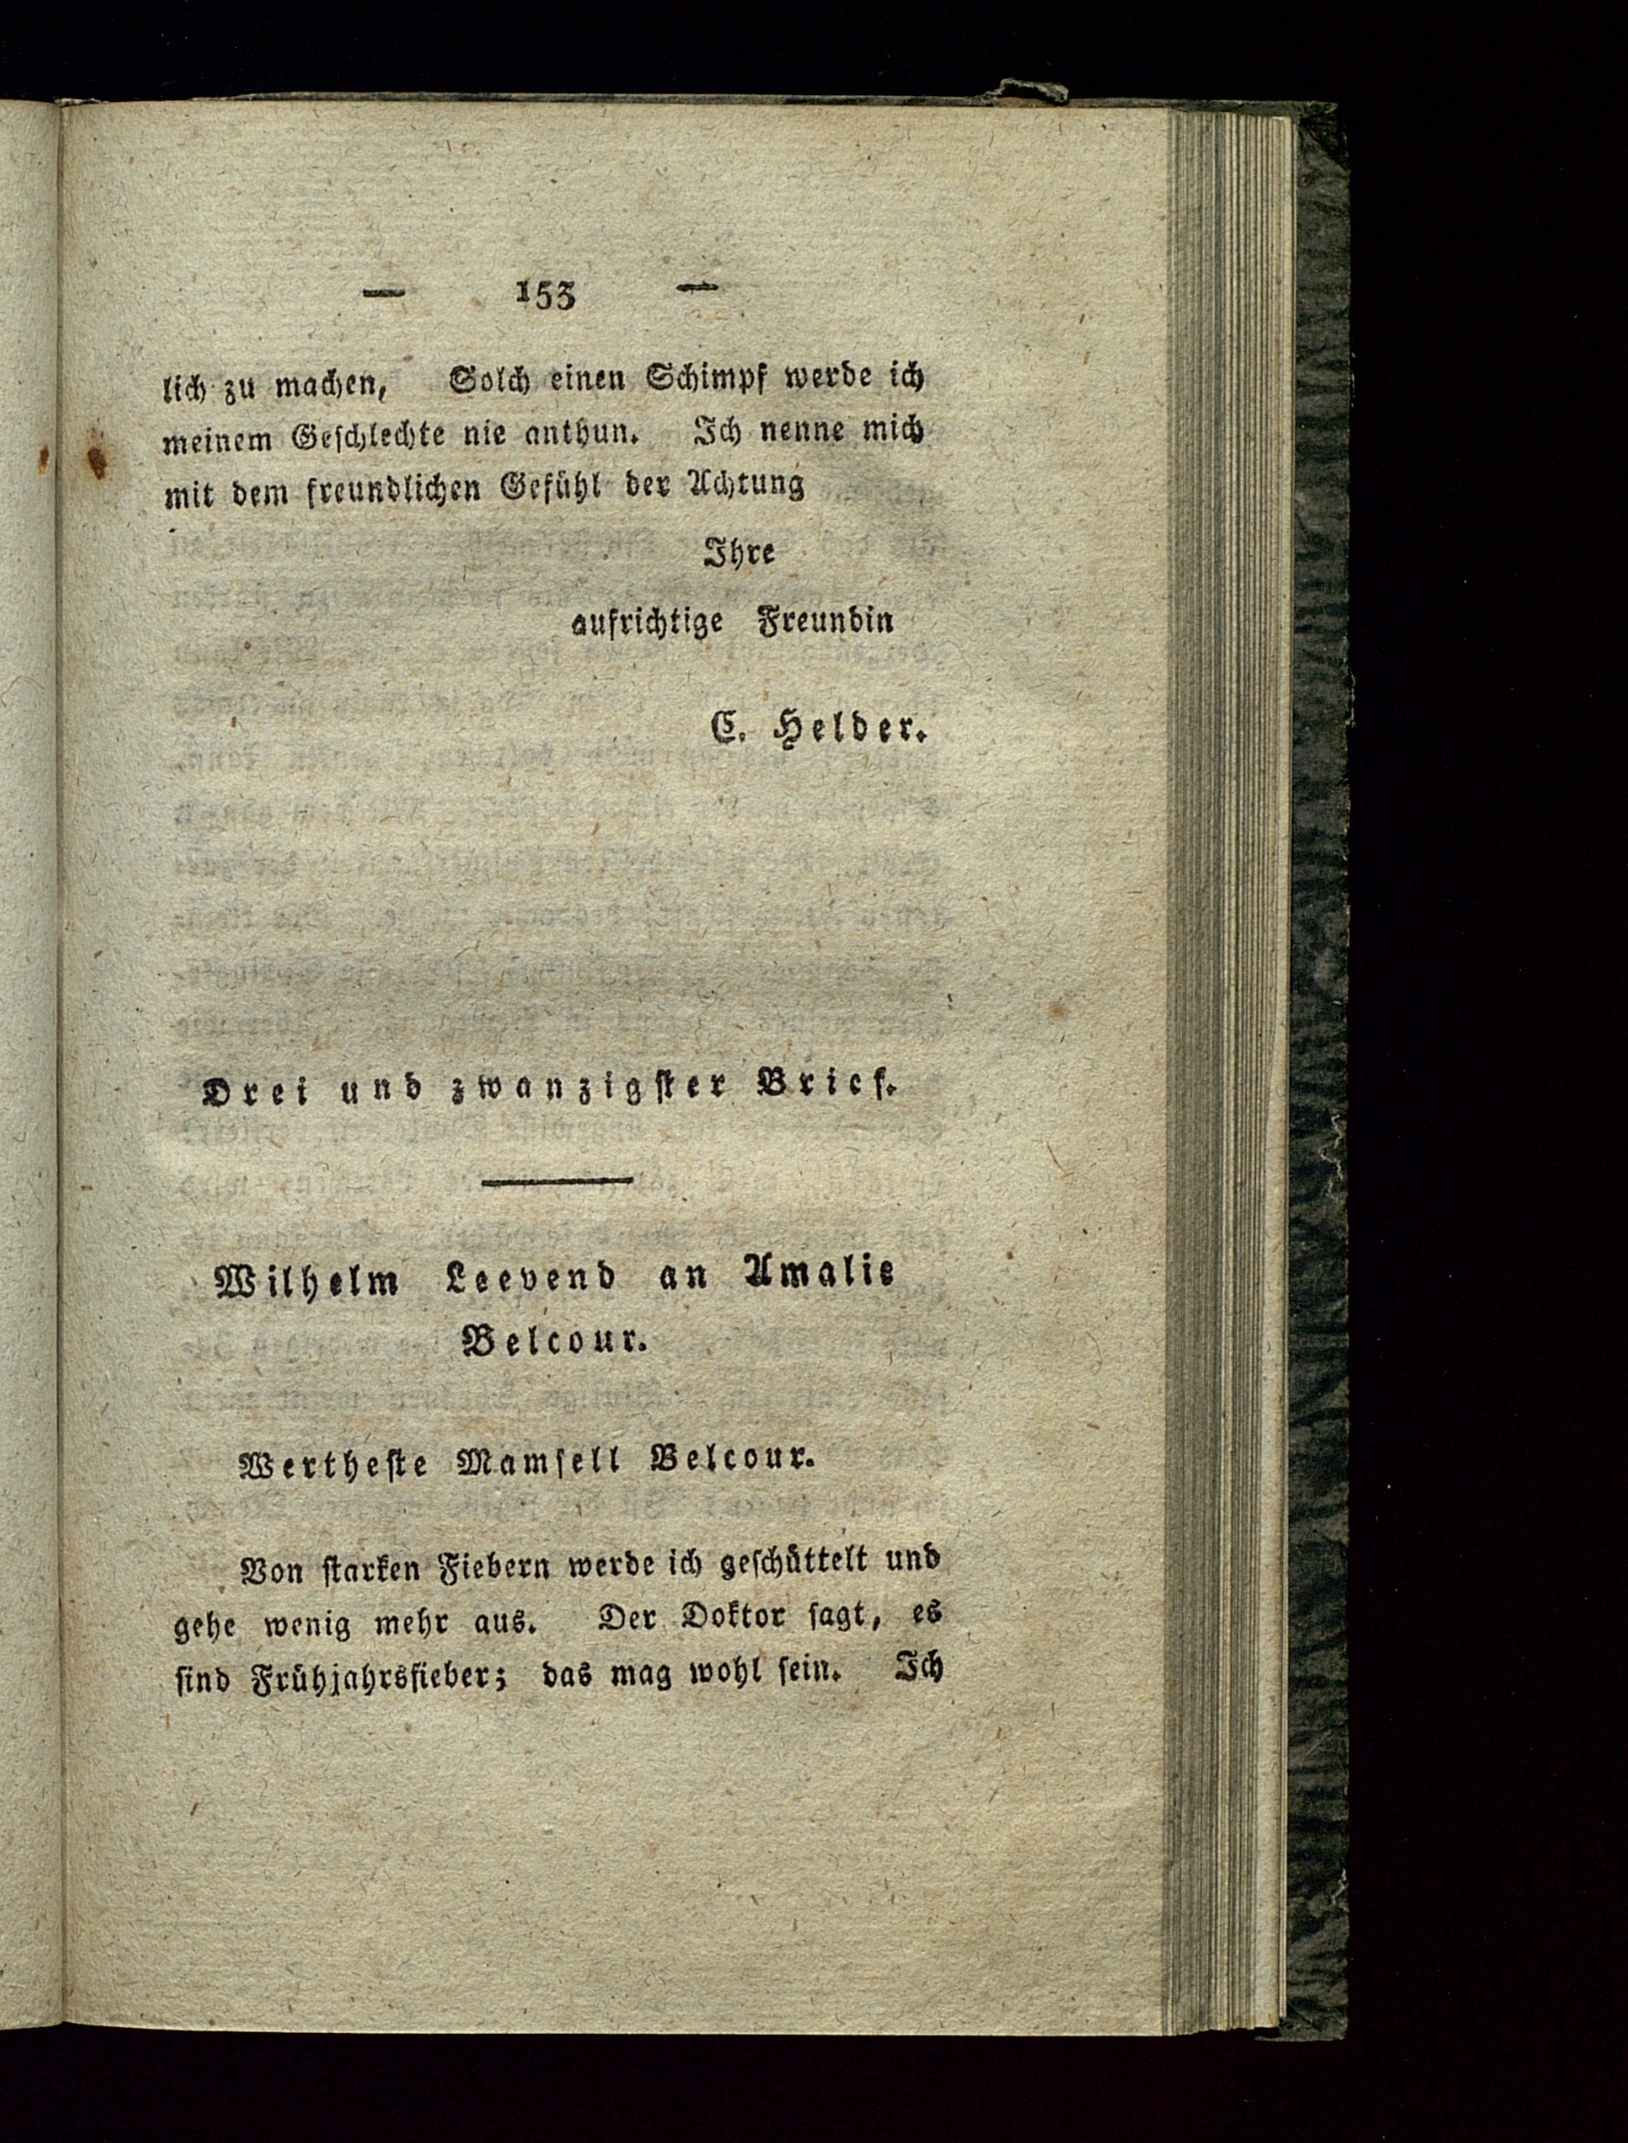 — 153 —
lich zu machen, Solch einen Schimpf werde ich
meinem Geſchlechte nie anthun. Ich nenne mich
mit dem freundlichen Gefühl der Achtung
Ihre
aufrichtige Freundin
C. Helder.
Drei und zwanzigſter Brief.
Wilhelm Leevend an Amalie
Belcour.
Wertheſte Mamſell Belcour.
Von ſtarken Fiebern werde ich geſchüttelt und
gehe wenig mehr aus. Der Doktor ſagt, es
ſind Frühjahrsfieber; das mag wohl ſein. Ich